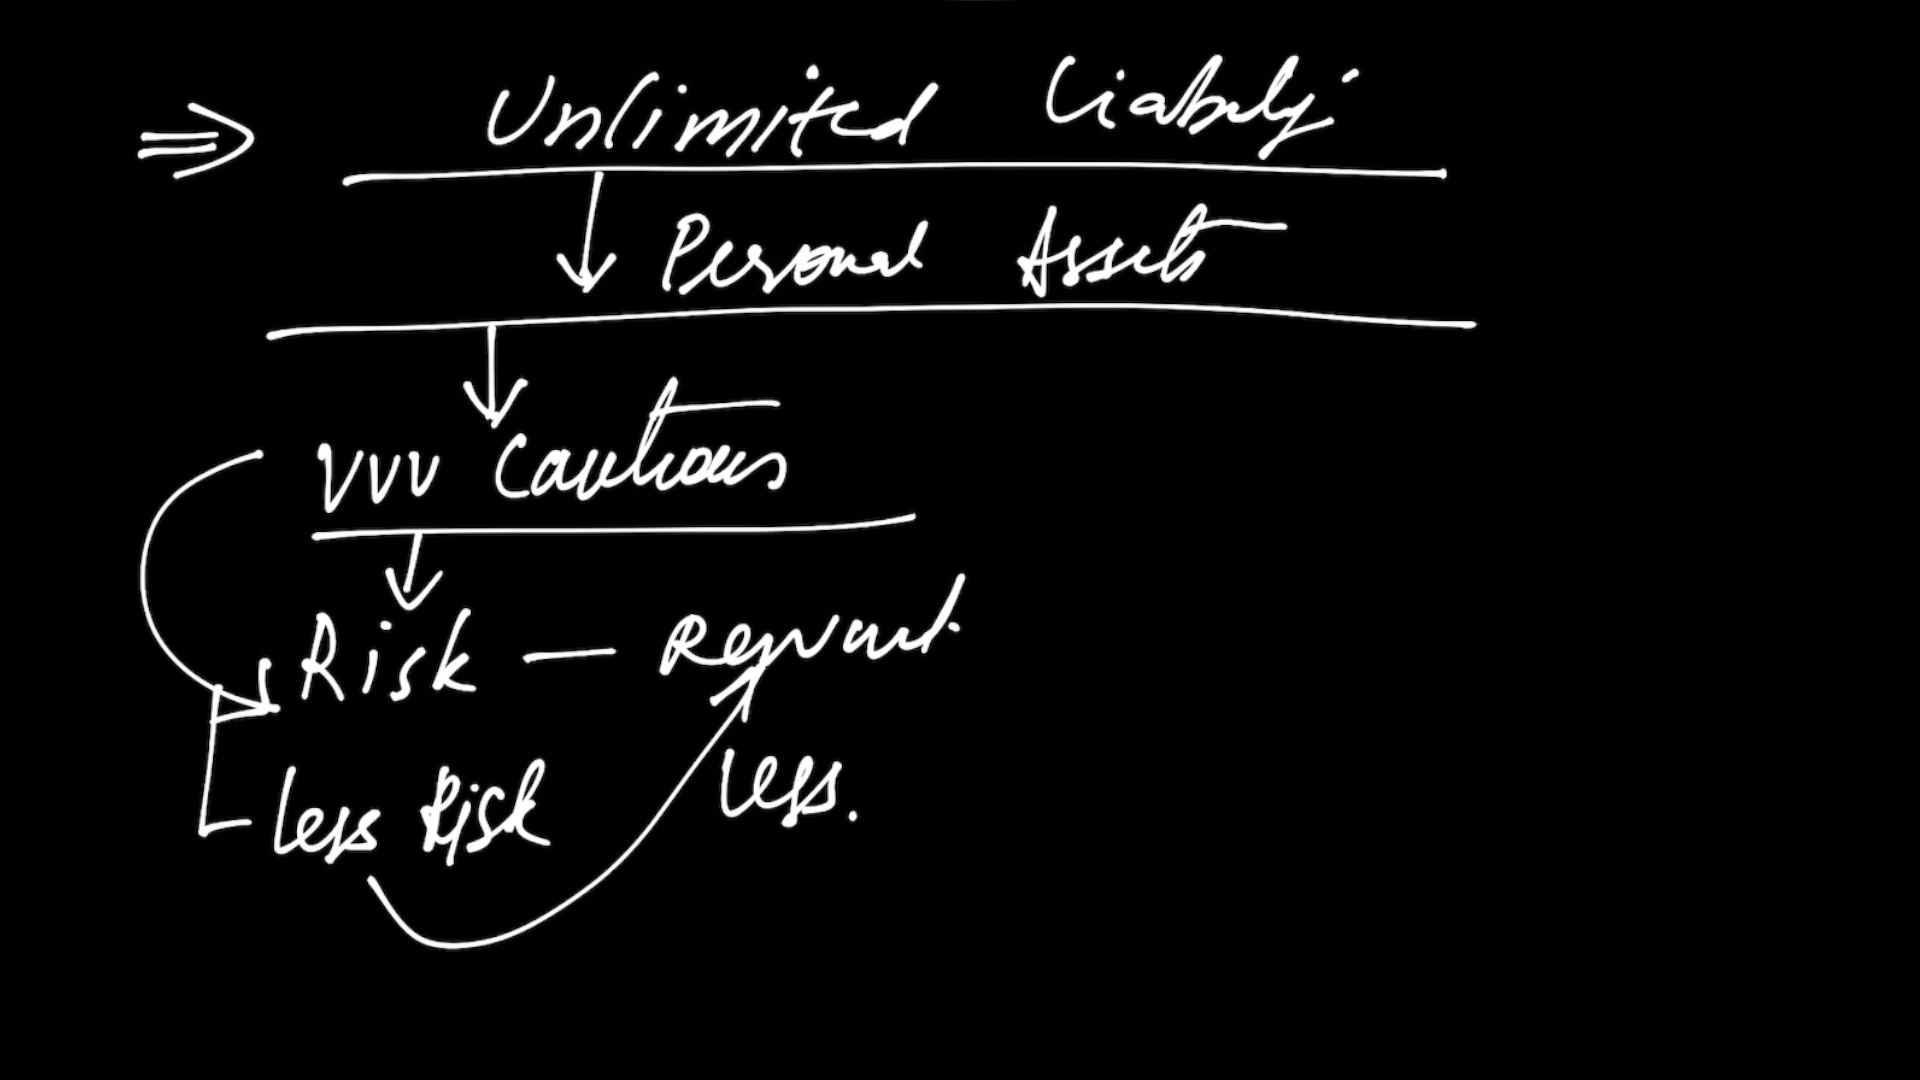 ⇒ Unlimited Liability
↓ Personal Assets
↓
VVV Cautious
↓
Risk — Reward.
Less Risk Less.